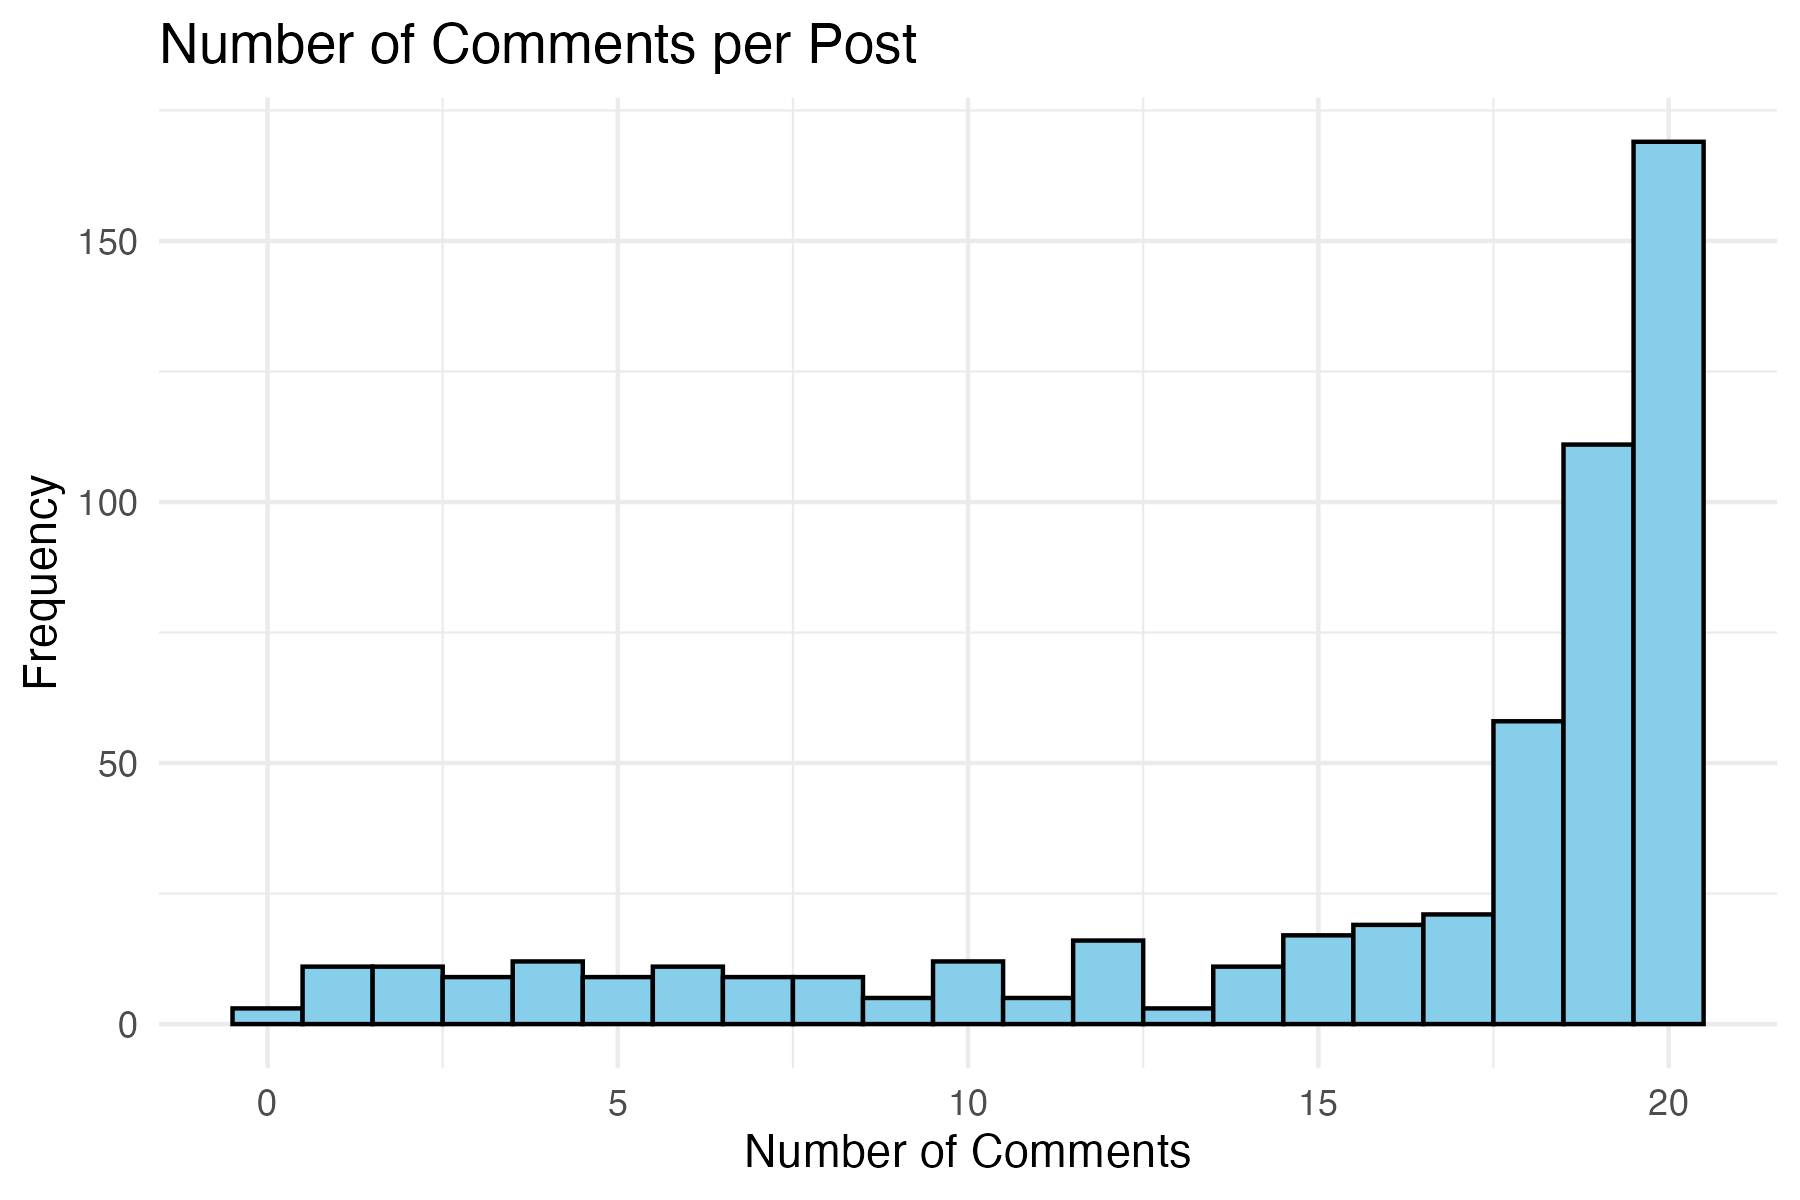 Number of Comments per Post
Frequency
150
100
50
0
0 5 10 15 20
Number of Comments